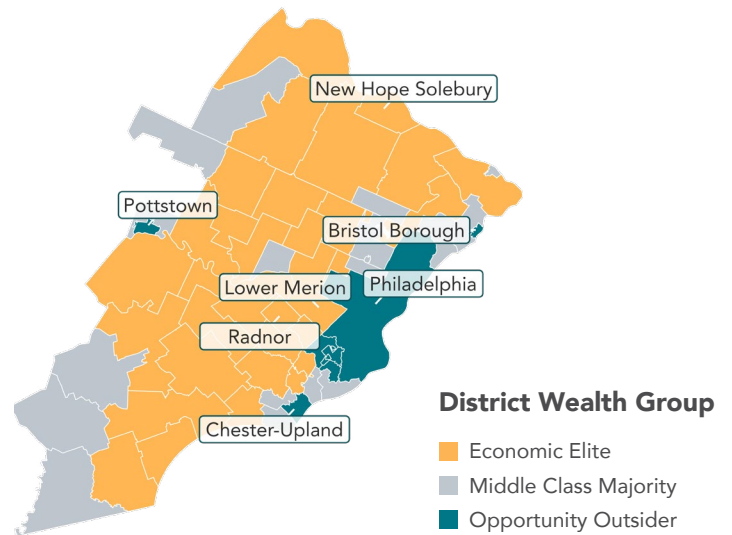 New Hope Solebury
Pottstown
Bristol Borough
Lower Merion
Philadelphia
Radnor
Chester-Upland
District Wealth Group
Economic Elite
Middle Class Majority
Opportunity Outsider